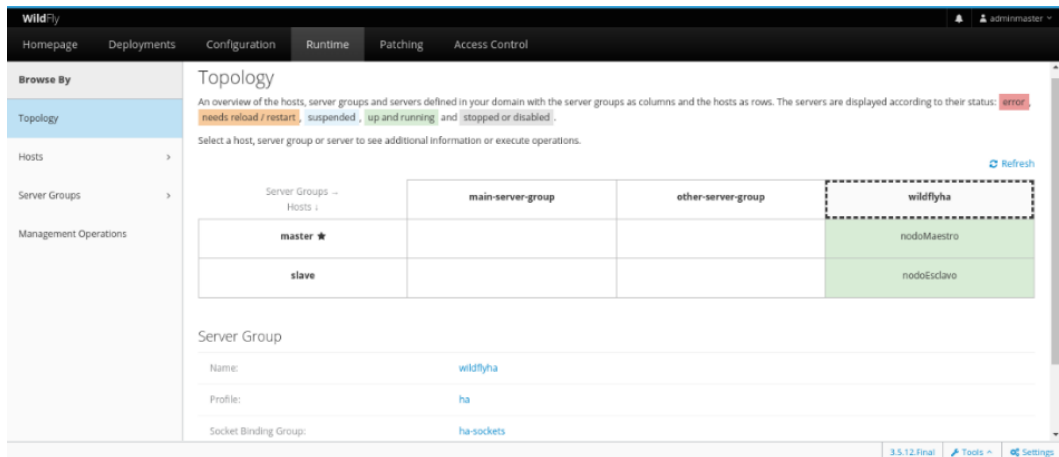 WildFly
adminmaster
Homepage Deployments Configuration Runtime Patching Access Control
Browse By
Topology
Hosts
Server Groups
Management Operations
Topology
An overview of the hosts, server groups and servers defined in your domain with the server groups as columns and the hosts as rows. The servers are displayed according to their status: error ,
needs reload / restart , suspended , up and running and stopped or disabled .
Select a host, server group or server to see additional information or execute operations.
Refresh
Server Groups →
Hosts ↓
main-server-group other-server-group wildflyha
master ★ nodoMaestro
slave nodoEsclavo
Server Group
Name: wildflyha
Profile: ha
Socket Binding Group: ha-sockets
3.5.12.Final Tools Settings